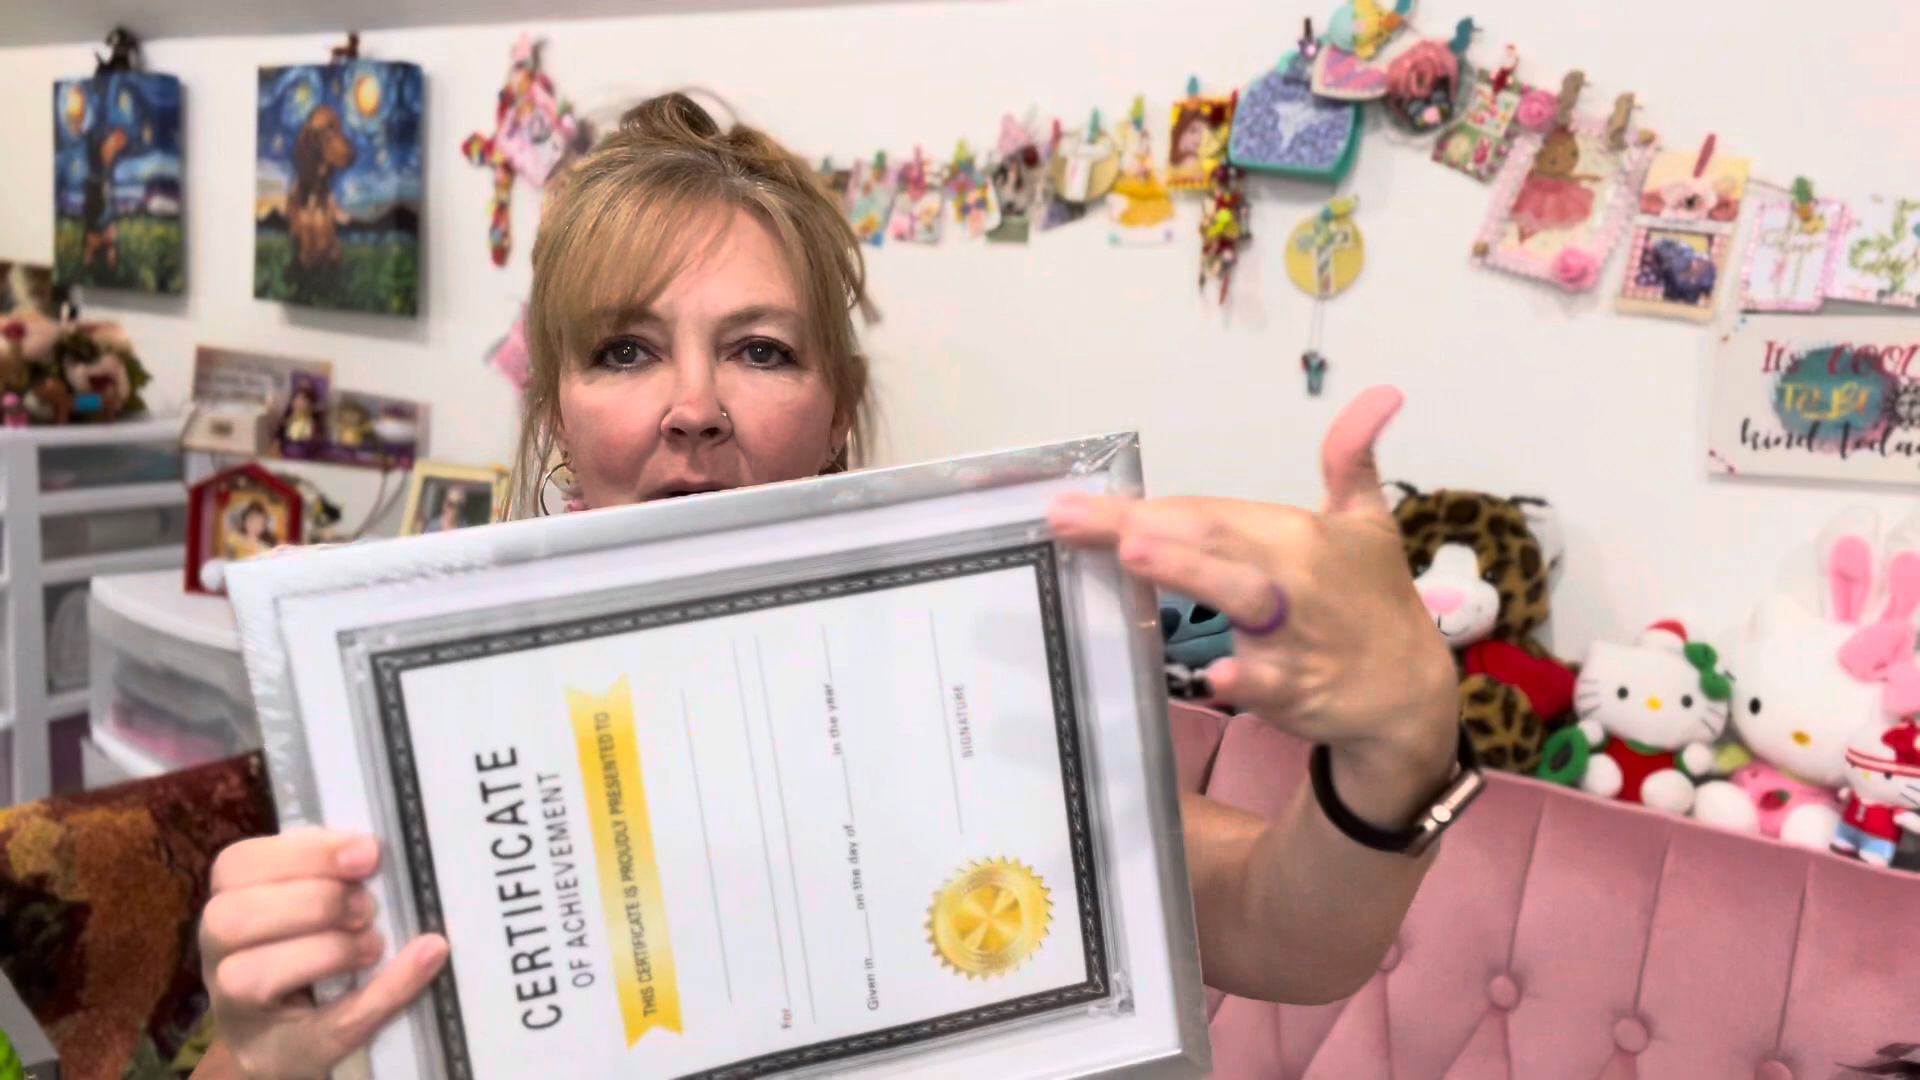 CERTIFICATE
OF ACHIEVEMENT
THIS CERTIFICATE IS PROUDLY PRESENTED TO
For
Given in on the day of in the year
SIGNATURE
It's COOL
TO BE
kind today